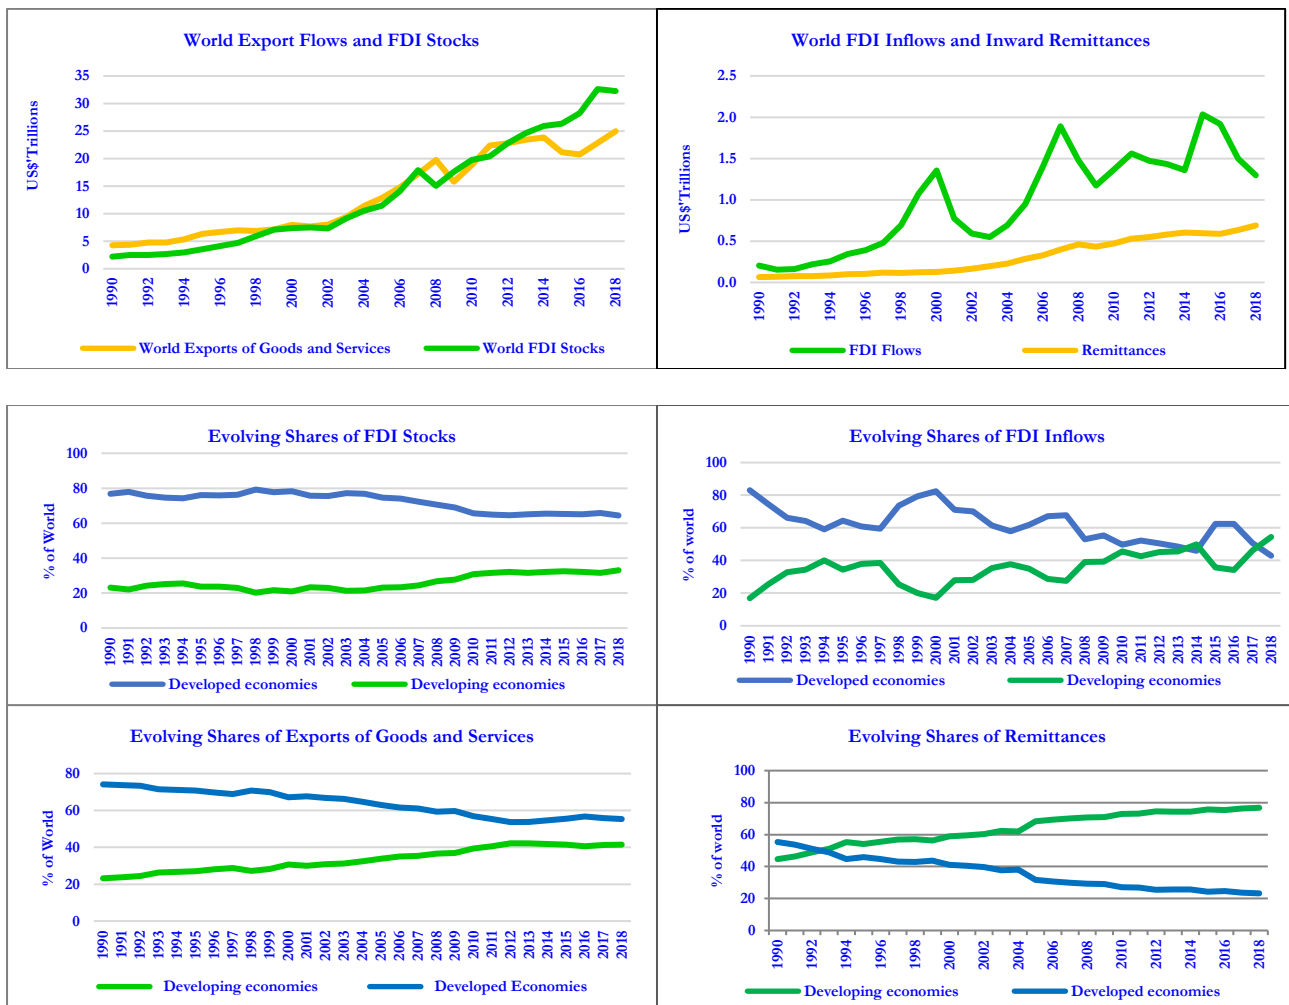 World Export Flows and FDI Stocks
US$'Trillions
35
30
25
20
15
10
5
0
1990 1992 1994 1996 1998 2000 2002 2004 2006 2008 2010 2012 2014 2016 2018
World Exports of Goods and Services World FDI Stocks
World FDI Inflows and Inward Remittances
US$'Trillions
2.5
2.0
1.5
1.0
0.5
0.0
1990 1992 1994 1996 1998 2000 2002 2004 2006 2008 2010 2012 2014 2016 2018
FDI Flows Remittances
Evolving Shares of FDI Stocks
% of World
100
80
60
40
20
0
1990 1991 1992 1993 1994 1995 1996 1997 1998 1999 2000 2001 2002 2003 2004 2005 2006 2007 2008 2009 2010 2011 2012 2013 2014 2015 2016 2017 2018
Developed economies Developing economies
Evolving Shares of FDI Inflows
% of world
100
80
60
40
20
0
1990 1991 1992 1993 1994 1995 1996 1997 1998 1999 2000 2001 2002 2003 2004 2005 2006 2007 2008 2009 2010 2011 2012 2013 2014 2015 2016 2017 2018
Developed economies Developing economies
Evolving Shares of Exports of Goods and Services
% of World
80
60
40
20
0
1990 1991 1992 1993 1994 1995 1996 1997 1998 1999 2000 2001 2002 2003 2004 2005 2006 2007 2008 2009 2010 2011 2012 2013 2014 2015 2016 2017 2018
Developing economies Developed Economies
Evolving Shares of Remittances
% of world
100
80
60
40
20
0
1990 1992 1994 1996 1998 2000 2002 2004 2006 2008 2010 2012 2014 2016 2018
Developing economies Developed economies